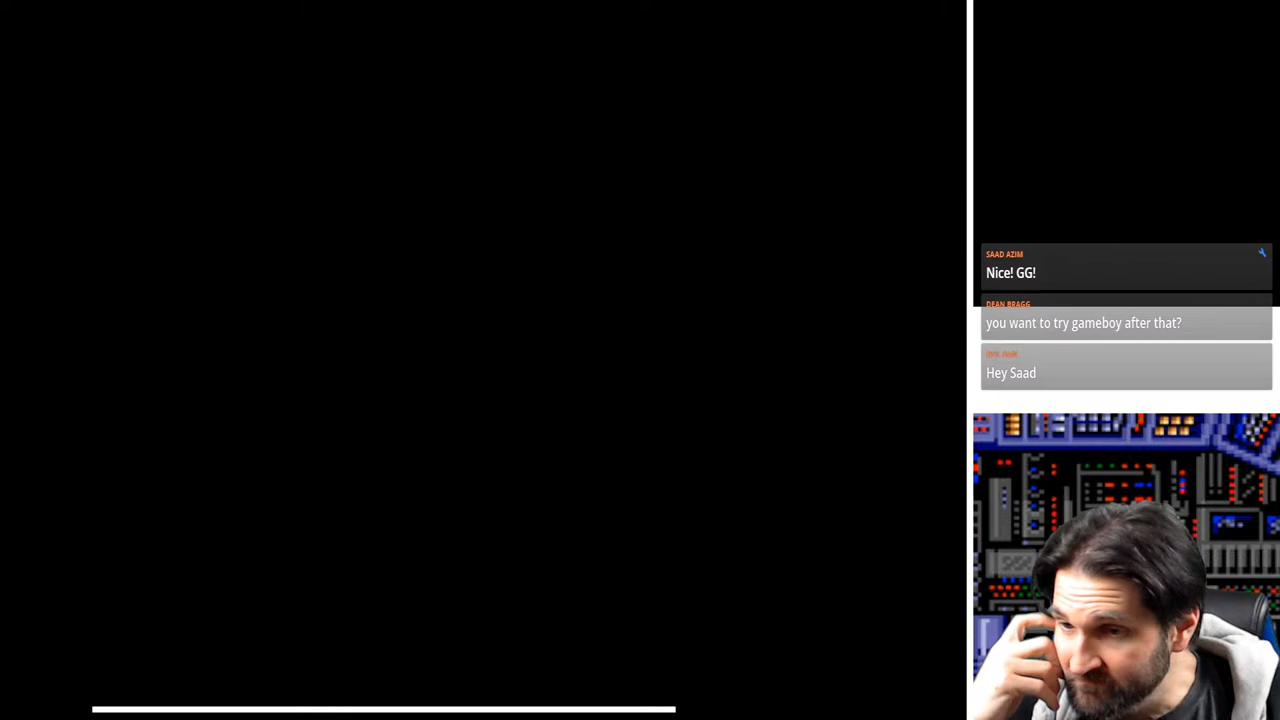 SAAD AZIM
Nice! GG!
DEAN BRAGG
you want to try gameboy after that?
Hey Saad